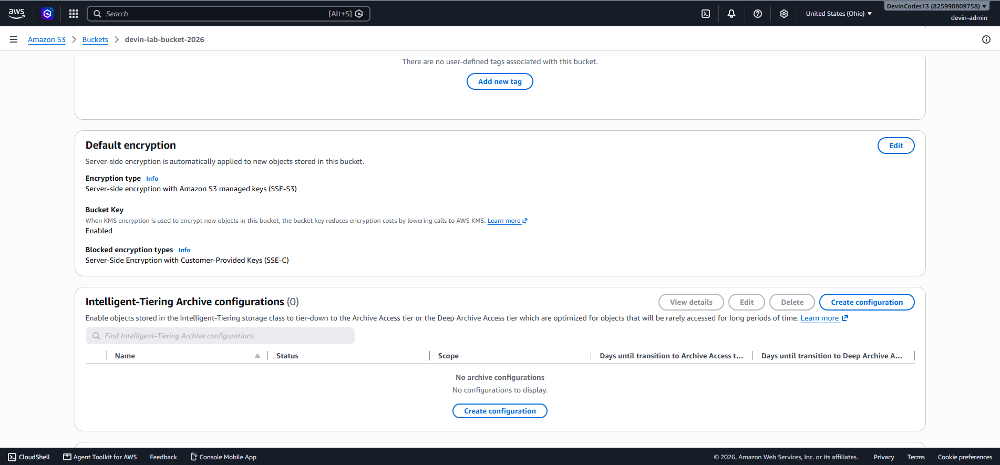 aws
Search
[Alt+S]
United States (Ohio)
DevinCodes13 (825990809758)
devin-admin
Amazon S3
Buckets
devin-lab-bucket-2026
There are no user-defined tags associated with this bucket.
Add new tag
Default encryption
Edit
Server-side encryption is automatically applied to new objects stored in this bucket.
Encryption type Info
Server-side encryption with Amazon S3 managed keys (SSE-S3)
Bucket Key
When KMS encryption is used to encrypt new objects in this bucket, the bucket key reduces encryption costs by lowering calls to AWS KMS. Learn more
Enabled
Blocked encryption types Info
Server-Side Encryption with Customer-Provided Keys (SSE-C)
Intelligent-Tiering Archive configurations (0)
View details
Edit
Delete
Create configuration
Enable objects stored in the Intelligent-Tiering storage class to tier-down to the Archive Access tier or the Deep Archive Access tier which are optimized for objects that will be rarely accessed for long periods of time. Learn more
Find Intelligent-Tiering Archive configurations
Name
Status
Scope
Days until transition to Archive Access t...
Days until transition to Deep Archive A...
No archive configurations
No configurations to display.
Create configuration
CloudShell
Agent Toolkit for AWS
Feedback
Console Mobile App
© 2026, Amazon Web Services, Inc. or its affiliates.
Privacy
Terms
Cookie preferences